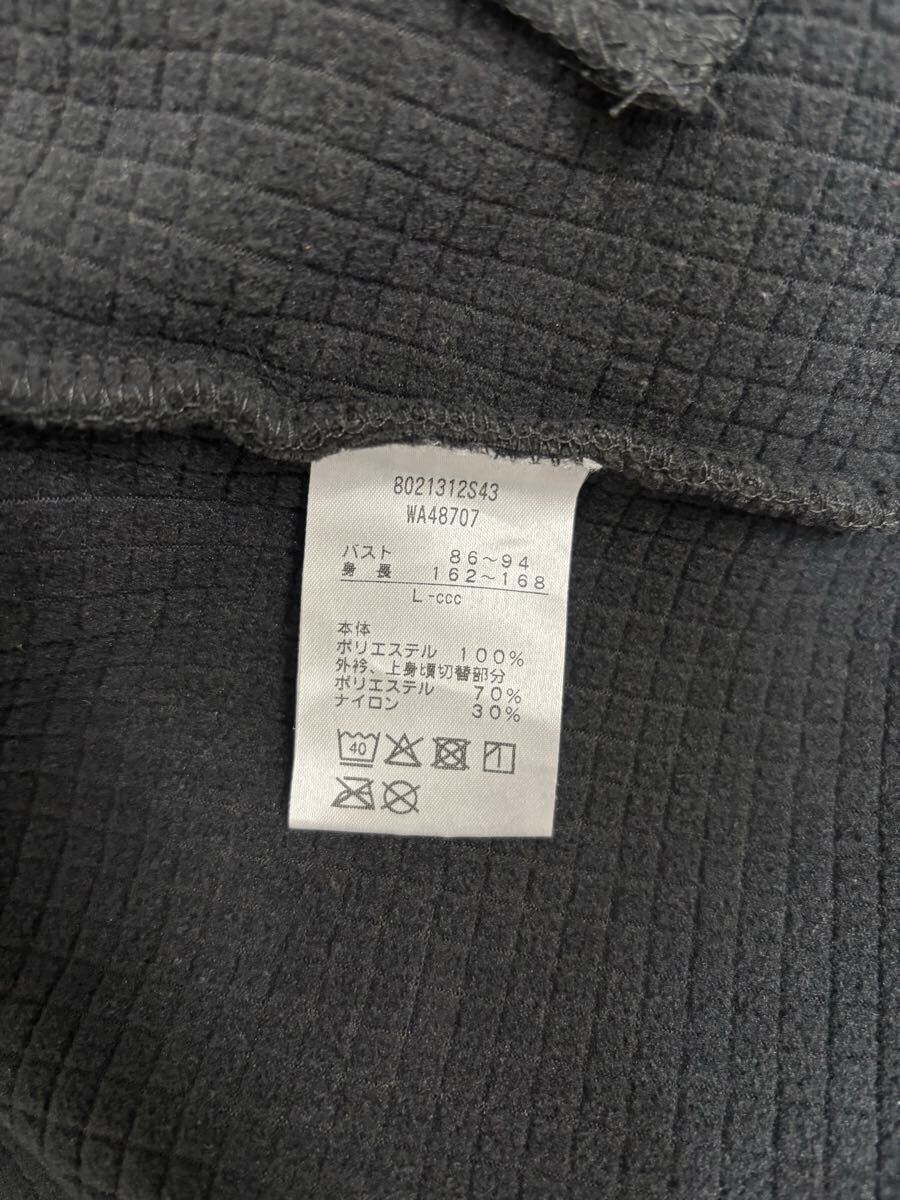 8021312S43
WA48707
バスト 86～94
身長 162～168
L-ccc
本体
ポリエステル 100%
外衿、上身頃切替部分
ポリエステル 70%
ナイロン 30%
40